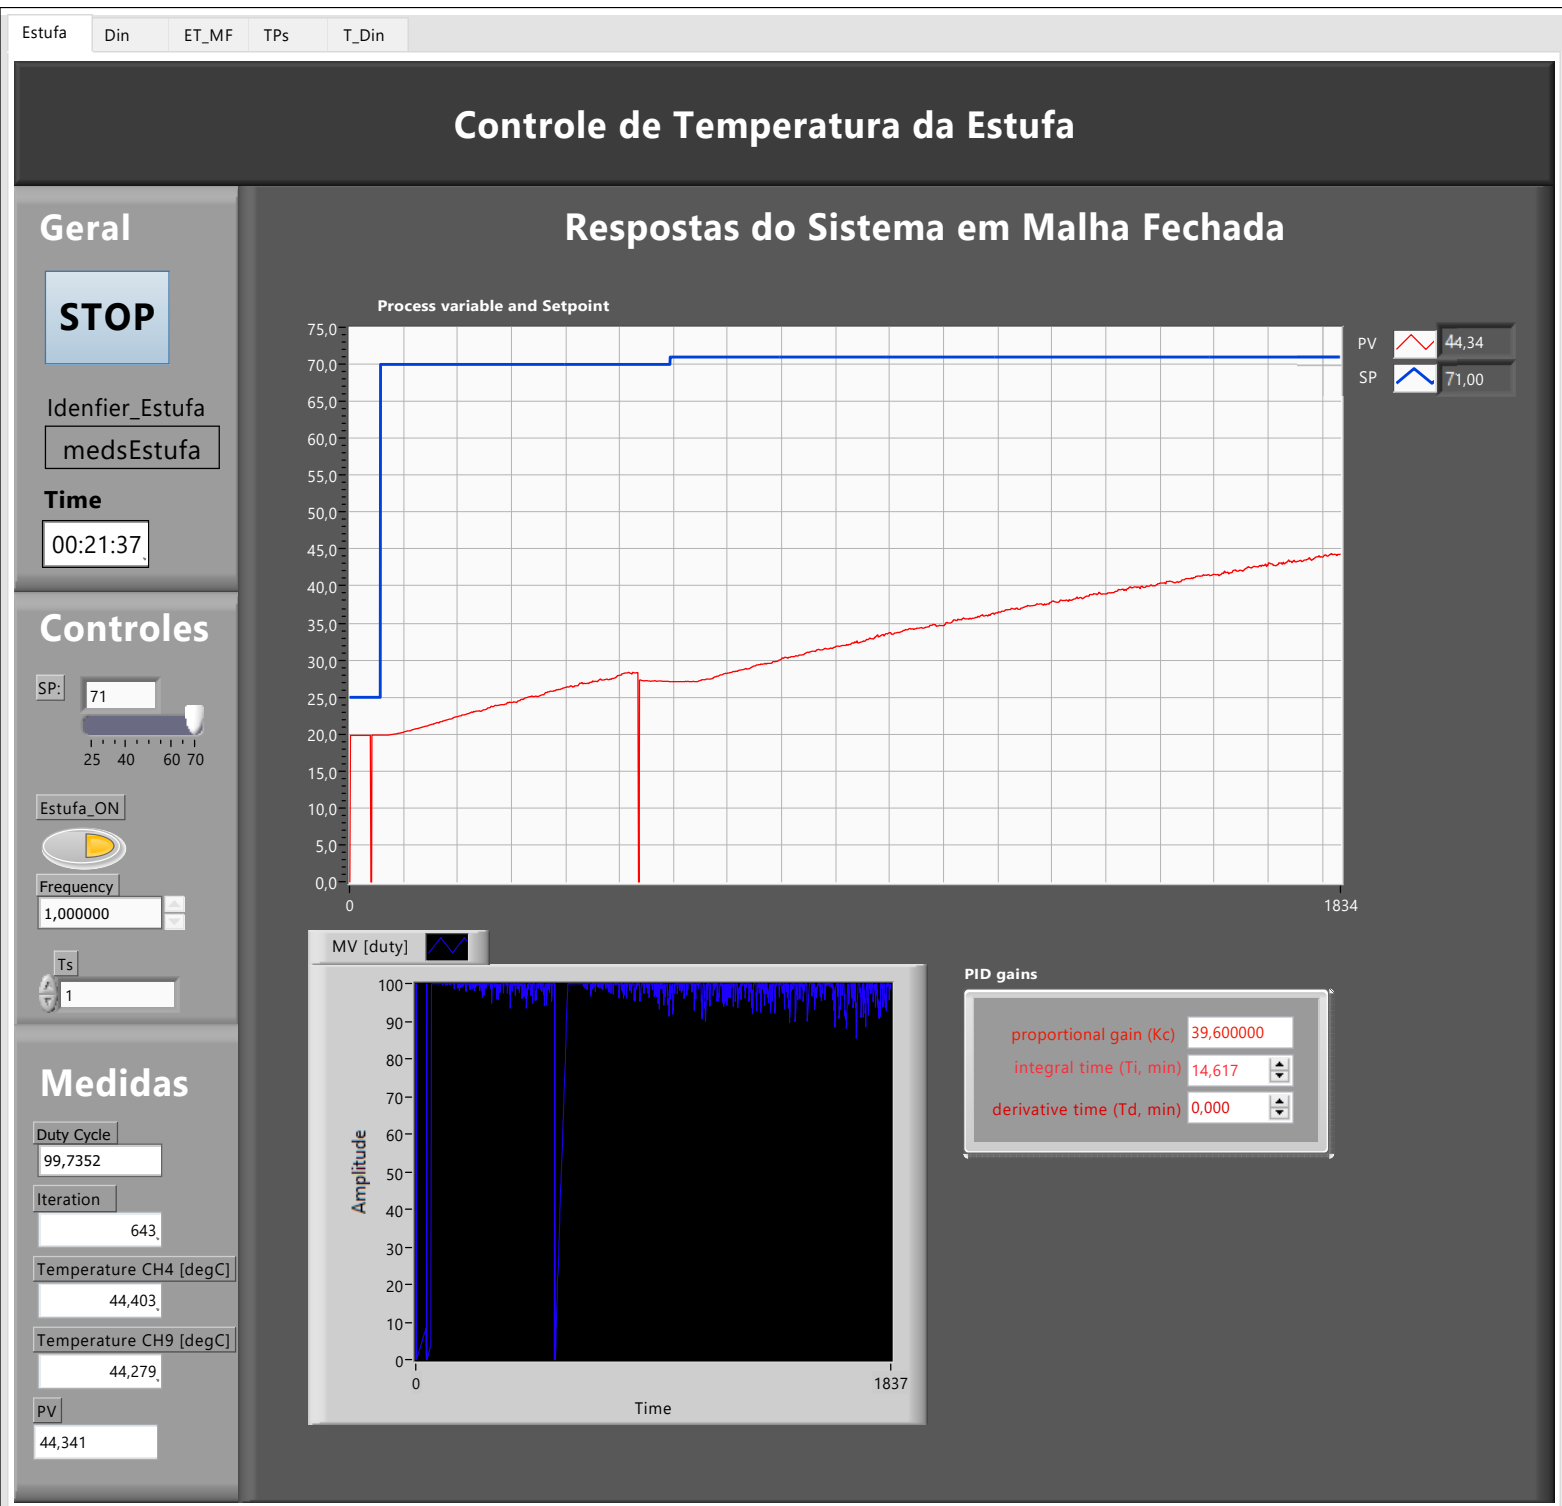 Estufa Din ET_MF TPs T_Din
Controle de Temperatura da Estufa
Geral
STOP
Idenfier_Estufa
medsEstufa
Time
00:21:37
Controles
SP:
71
25 40 60 70
Estufa_ON
Frequency
1,000000
Ts
1
Medidas
Duty Cycle
99,7352
Iteration
643
Temperature CH4 [degC]
44,403
Temperature CH9 [degC]
44,279
PV
44,341
Respostas do Sistema em Malha Fechada
Process variable and Setpoint
75,0
70,0
65,0
60,0
55,0
50,0
45,0
40,0
35,0
30,0
25,0
20,0
15,0
10,0
5,0
0,0
0 1834
PV 44,34
SP 71,00
MV [duty]
100
90
80
70
60
50
40
30
20
10
0
Amplitude
0 1837
Time
PID gains
proportional gain (Kc) 39,600000
integral time (Ti, min) 14,617
derivative time (Td, min) 0,000